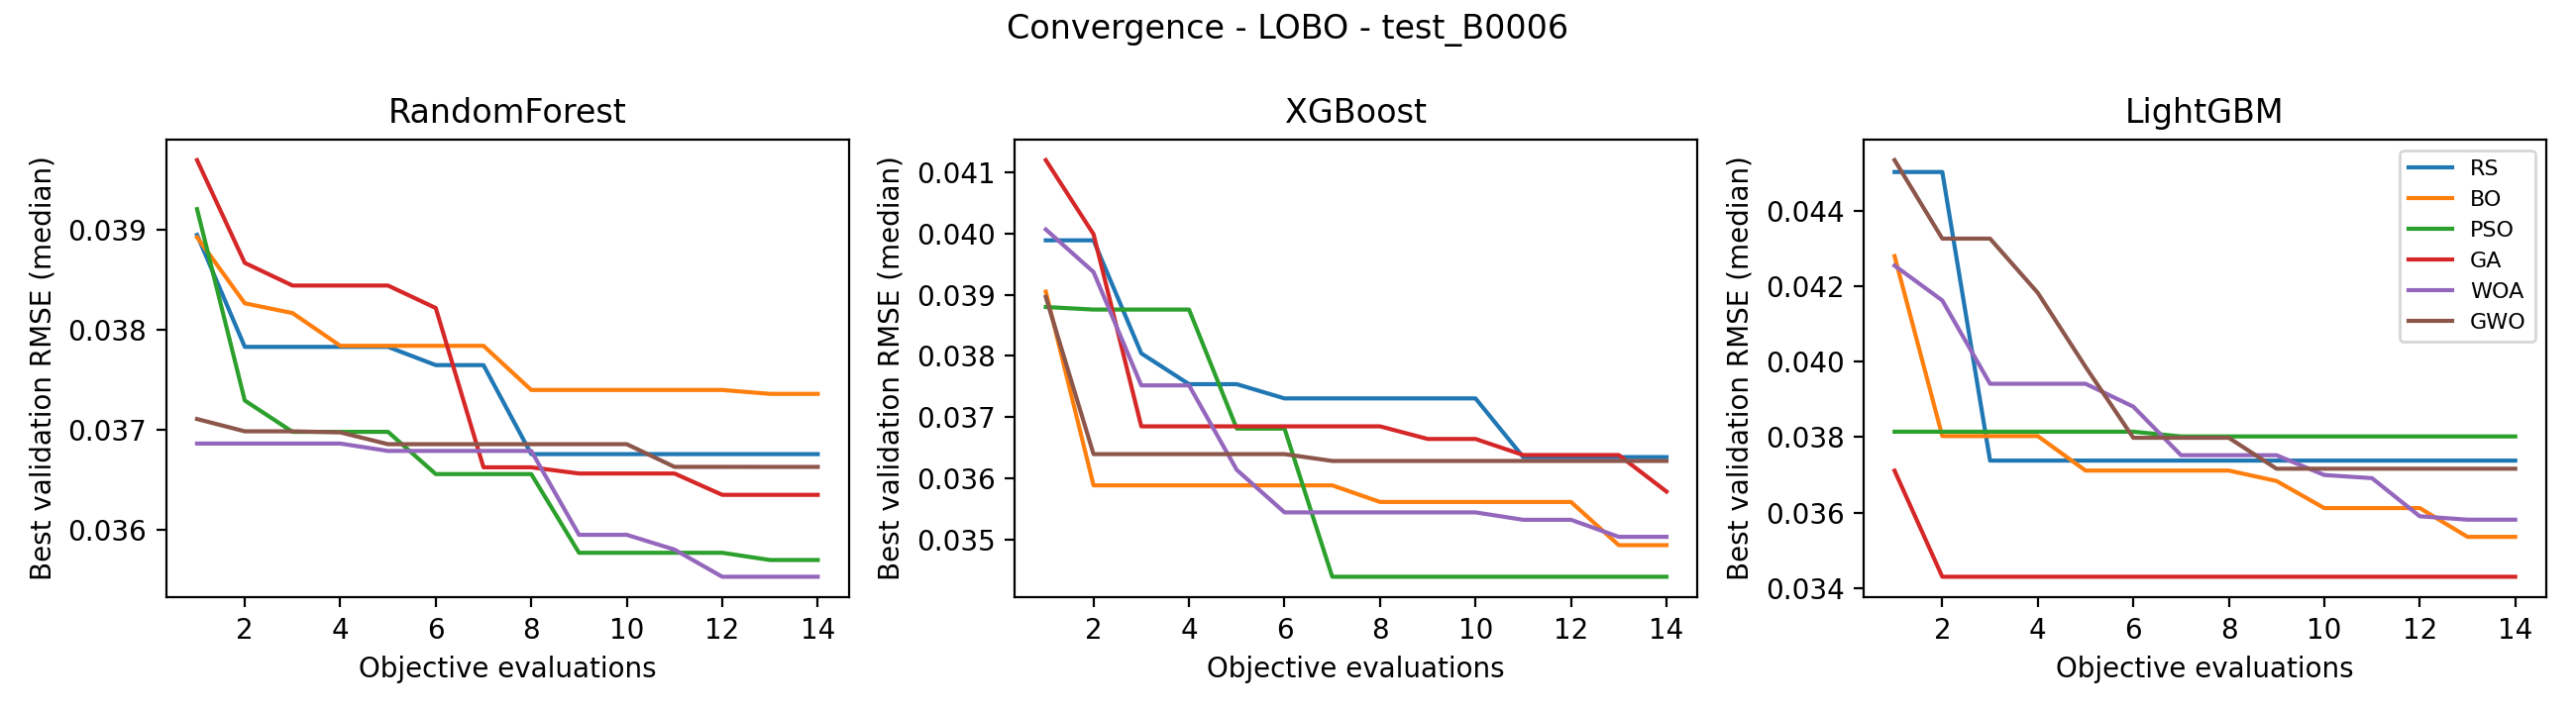 Convergence - LOBO - test_B0006
RandomForest
Best validation RMSE (median)
0.039
0.038
0.037
0.036
2 4 6 8 10 12 14
Objective evaluations
XGBoost
Best validation RMSE (median)
0.041
0.040
0.039
0.038
0.037
0.036
0.035
2 4 6 8 10 12 14
Objective evaluations
LightGBM
Best validation RMSE (median)
0.044
0.042
0.040
0.038
0.036
0.034
2 4 6 8 10 12 14
Objective evaluations
RS
BO
PSO
GA
WOA
GWO